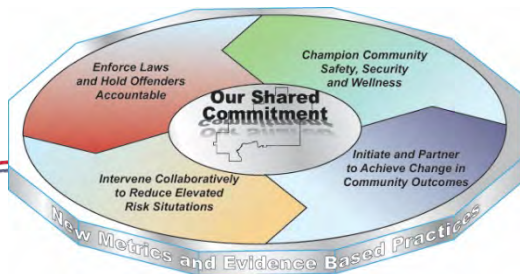 Enforce Laws
and Hold Offenders
Accountable
Champion Community
Safety, Security
and Wellness
Our Shared
Commitment
Intervene Collaboratively
to Reduce Elevated
Risk Situtations
Initiate and Partner
to Achieve Change in
Community Outcomes
New Metrics and Evidence Based Practices